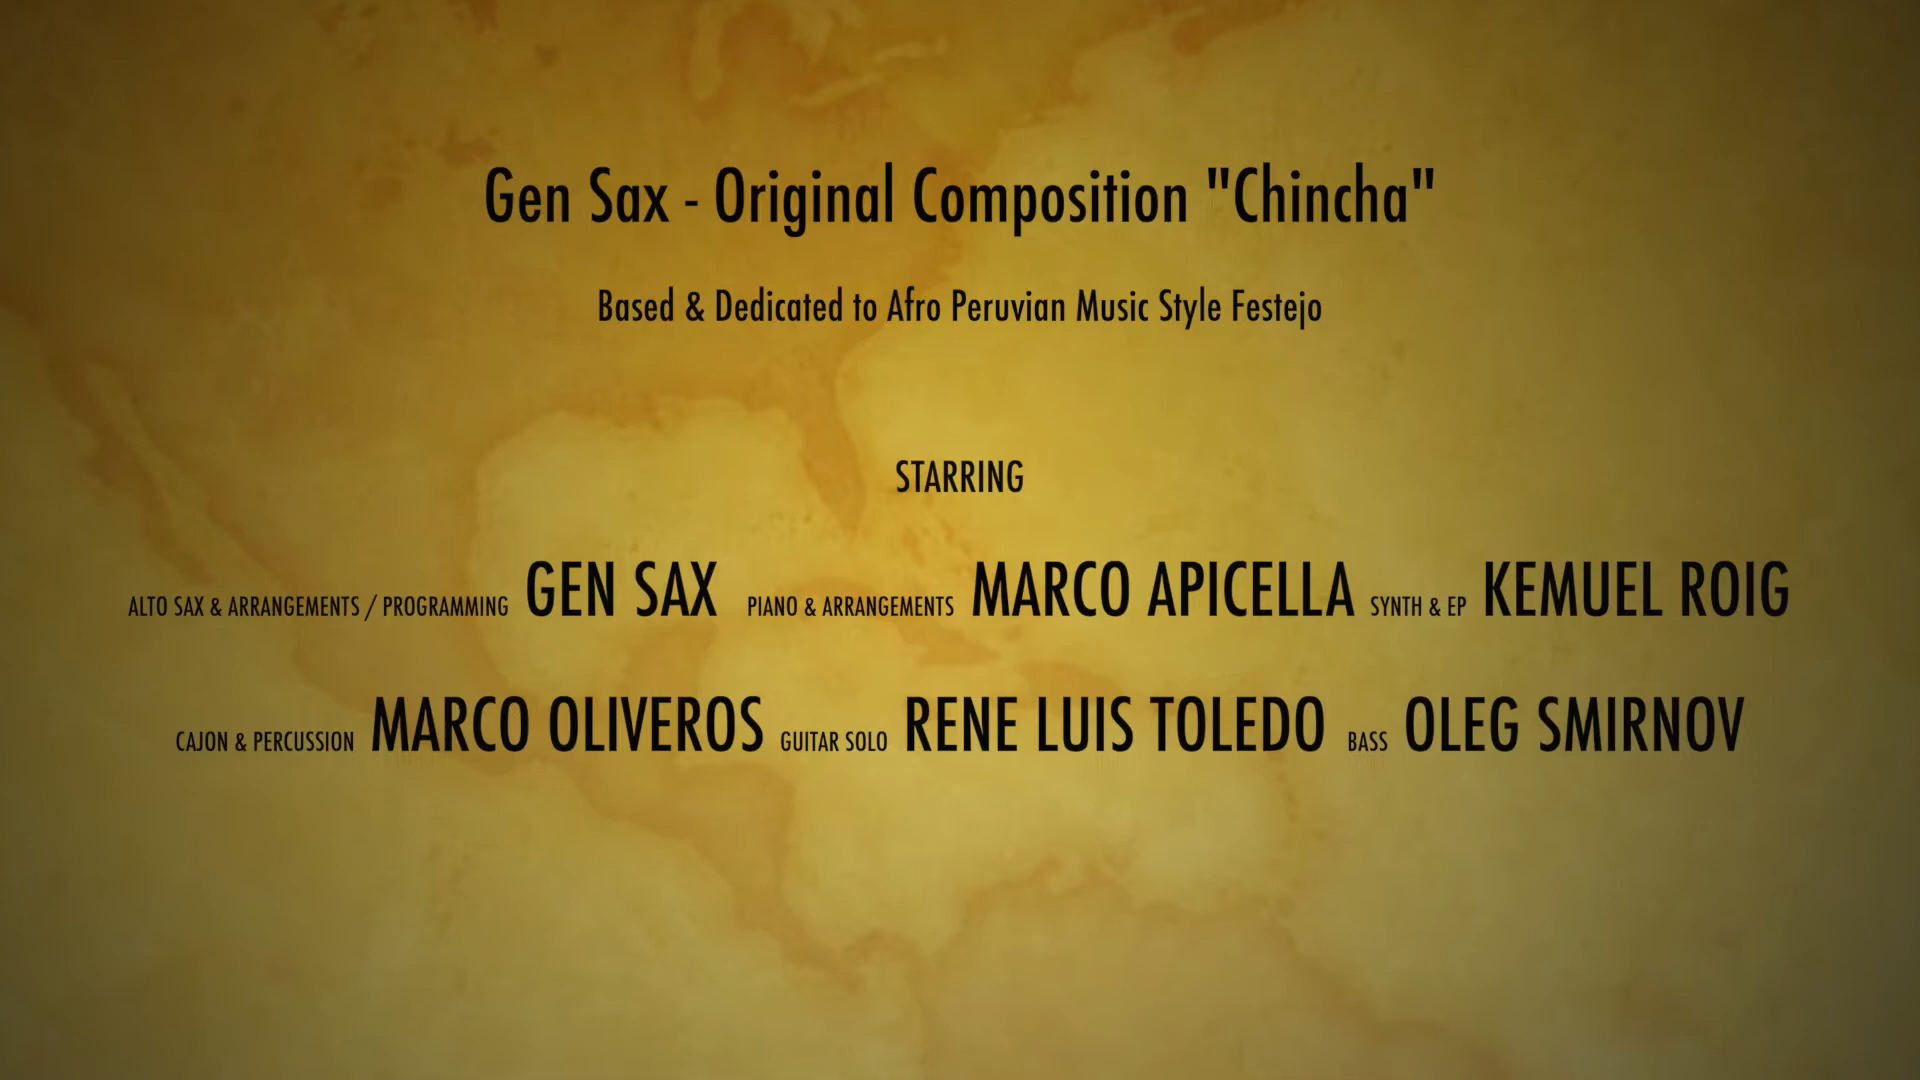 Gen Sax - Original Composition "Chincha"
Based & Dedicated to Afro Peruvian Music Style Festejo
STARRING
ALTO SAX & ARRANGEMENTS / PROGRAMMING GEN SAX PIANO & ARRANGEMENTS MARCO APICELLA SYNTH & EP KEMUEL ROIG
CAJON & PERCUSSION MARCO OLIVEROS GUITAR SOLO RENE LUIS TOLEDO BASS OLEG SMIRNOV